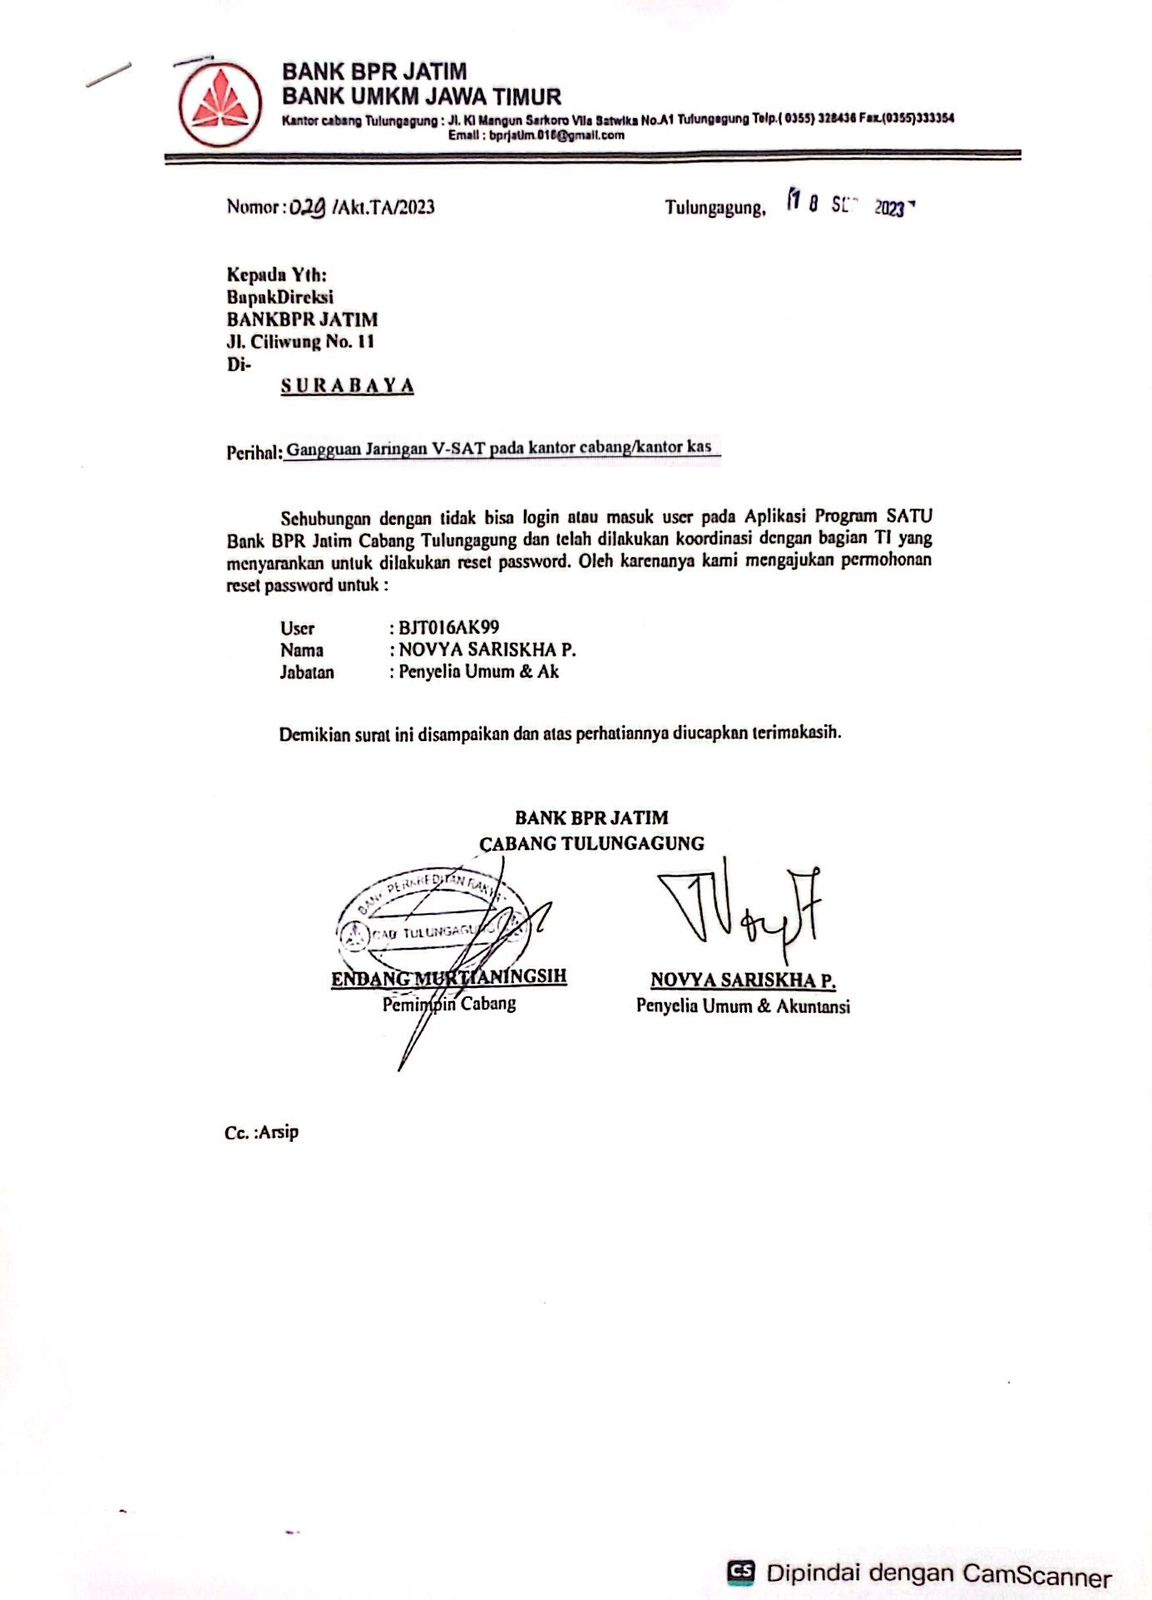 BANK BPR JATIM
BANK UMKM JAWA TIMUR
Kantor cabang Tulungagung : Jl. Ki Mangun Sarkoro Vila Satwika No.A1 Tulungagung Telp.( 0355) 328436 Fax.(0355)333354
Email : bprjatim.016@gmail.com
Nomor : 029 /Akt.TA/2023
Tulungagung, 18 2023
Kepada Yth:
BapakDireksi
BANKBPR JATIM
Jl. Ciliwung No. 11
Di-
S U R A B A Y A
Perihal: Gangguan Jaringan V-SAT pada kantor cabang/kantor kas
Sehubungan dengan tidak bisa login atau masuk user pada Aplikasi Program SATU
Bank BPR Jatim Cabang Tulungagung dan telah dilakukan koordinasi dengan bagian TI yang
menyarankan untuk dilakukan reset password. Oleh karenanya kami mengajukan permohonan
reset password untuk :
User : BJT016AK99
Nama : NOVYA SARISKHA P.
Jabatan : Penyelia Umum & Ak
Demikian surat ini disampaikan dan atas perhatiannya diucapkan terimakasih.
BANK BPR JATIM
CABANG TULUNGAGUNG
BANK PERKREDITAN RAKYAT
CAB TULUNGAGUNG
ENDANG MURTIANINGSIH
Pemimpin Cabang
NOVYA SARISKHA P.
Penyelia Umum & Akuntansi
Cc. :Arsip
CS Dipindai dengan CamScanner